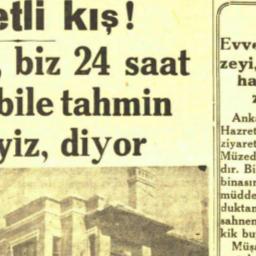 etli kış!
, biz 24 saat
bile tahmin
yiz, diyor
Evve
zeyi,
ha
z
Anka
Hazret
ziyaret
Müzed
dır. Bi
binasır
müdde
duktan
sahnen
kik bu
Müşa